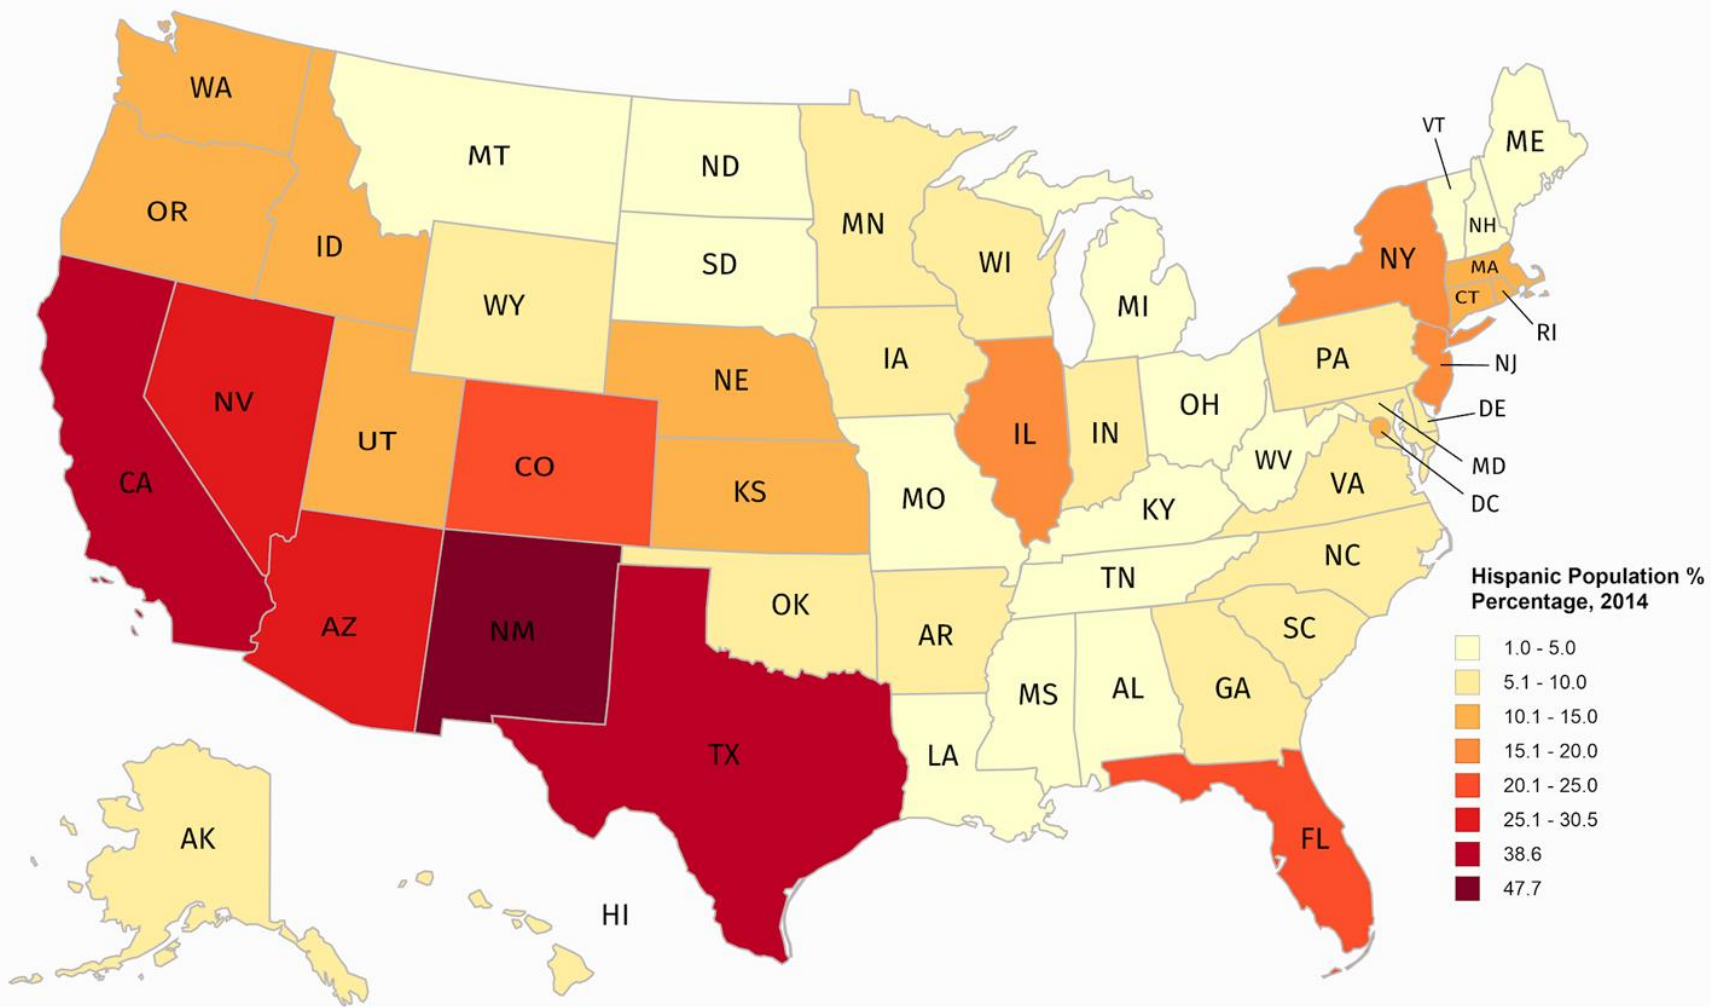 WA
MT
ND
MN
VT
ME
OR
ID
SD
WI
MI
NY
NH
MA
CT
RI
WY
IA
NE
PA
NJ
NV
UT
CO
KS
IL
IN
OH
DE
MD
DC
CA
MO
WV
VA
KY
NC
AZ
NM
OK
AR
TN
SC
MS
AL
GA
TX
LA
FL
AK
HI
Hispanic Population %
Percentage, 2014
1.0 - 5.0
5.1 - 10.0
10.1 - 15.0
15.1 - 20.0
20.1 - 25.0
25.1 - 30.5
38.6
47.7